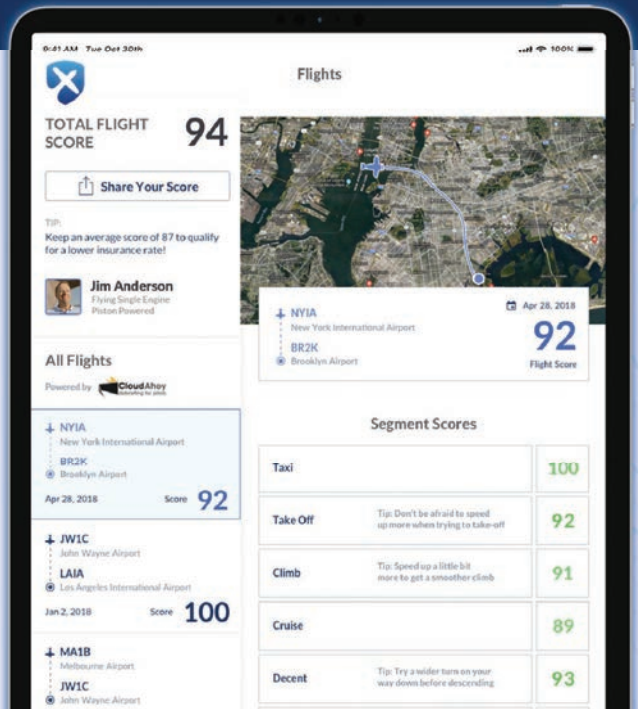 9:41 AM Tue Oct 30th
100%
Flights
TOTAL FLIGHT
SCORE
94
Share Your Score
TIP:
Keep an average score of 87 to qualify
for a lower insurance rate!
Jim Anderson
Flying Single Engine
Piston Powered
All Flights
Powered by CloudAhoy
debriefing for pilots
NYIA
New York International Airport
BR2K
Brooklyn Airport
Apr 28, 2018 Score 92
JW1C
John Wayne Airport
LAIA
Los Angeles International Airport
Jan 2, 2018 Score 100
MA1B
Melbourne Airport
JW1C
John Wayne Airport
NYIA
New York International Airport
BR2K
Brooklyn Airport
Apr 28, 2018
92
Flight Score
Segment Scores
Taxi 100
Take Off Tip: Don't be afraid to speed
up more when trying to take-off 92
Climb Tip: Speed up a little bit
more to get a smoother climb 91
Cruise 89
Decent Tip: Try a wider turn on your
way down before descending 93